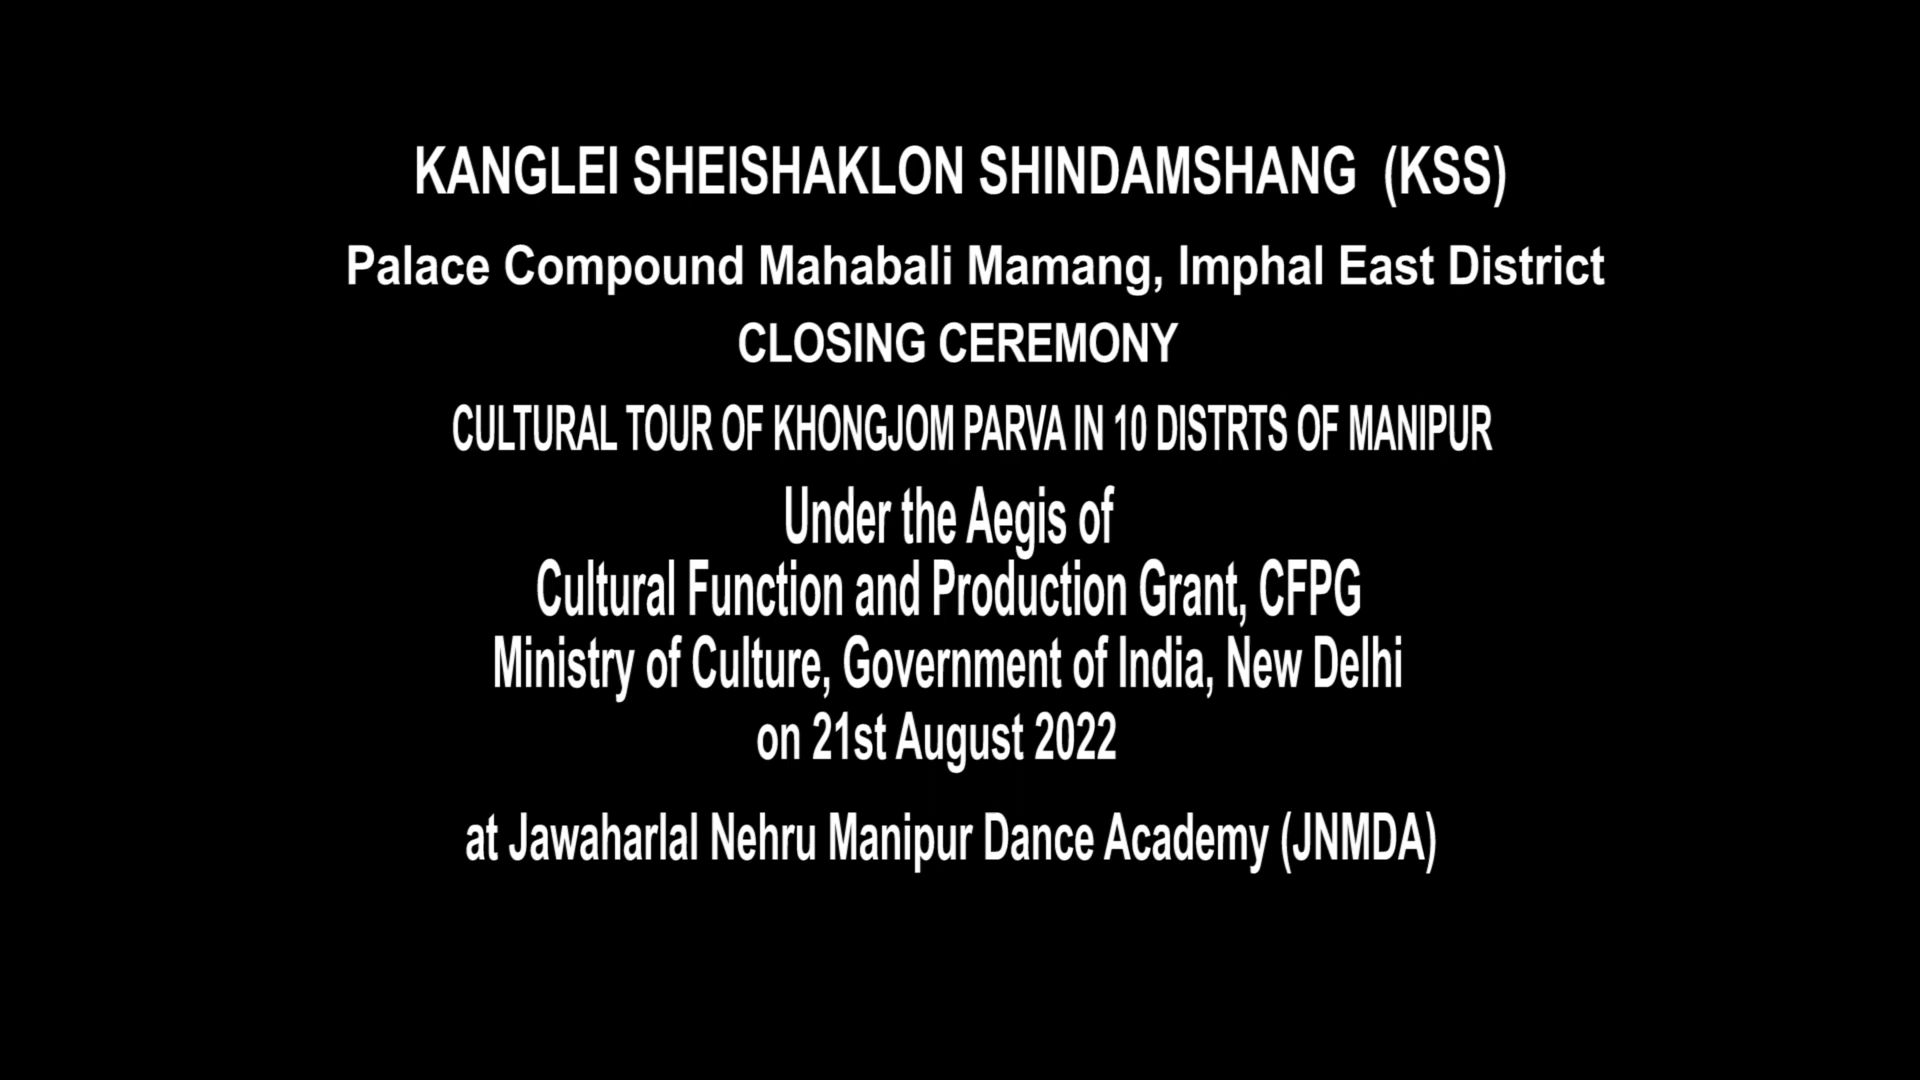 KANGLEI SHEISHAKLON SHINDAMSHANG (KSS)
Palace Compound Mahabali Mamang, Imphal East District
CLOSING CEREMONY
CULTURAL TOUR OF KHONGJOM PARVA IN 10 DISTRTS OF MANIPUR
Under the Aegis of
Cultural Function and Production Grant, CFPG
Ministry of Culture, Government of India, New Delhi
on 21st August 2022
at Jawaharlal Nehru Manipur Dance Academy (JNMDA)